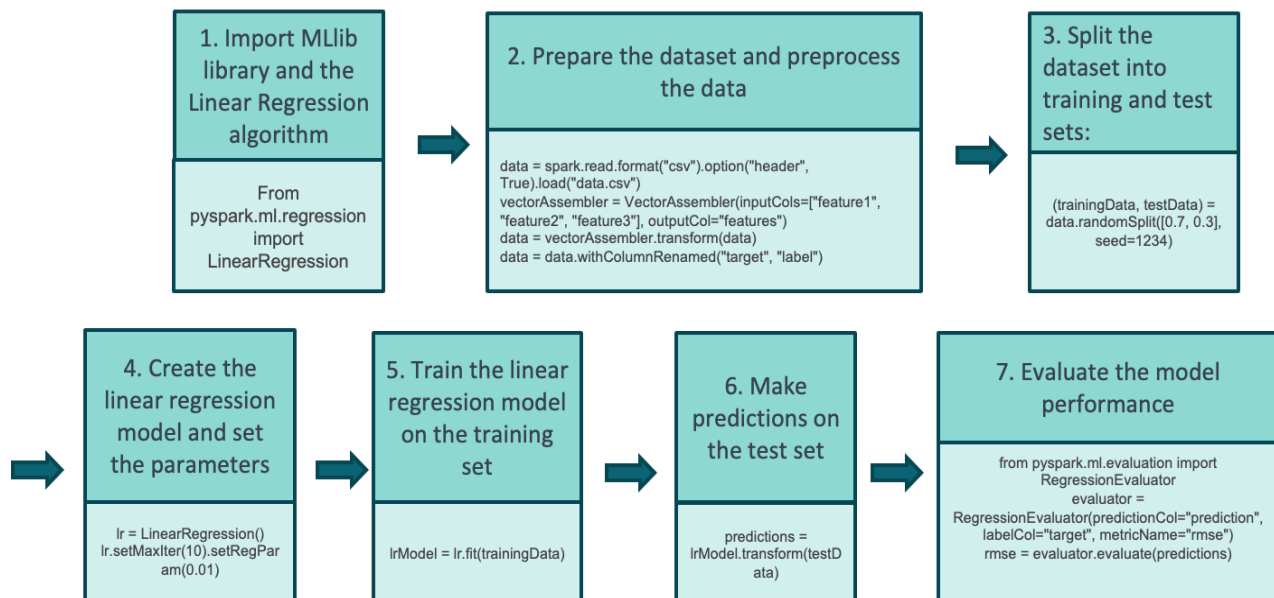 1. Import MLlib
library and the
Linear Regression
algorithm
From
pyspark.ml.regression
import
LinearRegression
2. Prepare the dataset and preprocess
the data
data = spark.read.format("csv").option("header",
True).load("data.csv")
vectorAssembler = VectorAssembler(inputCols=["feature1",
"feature2", "feature3"], outputCol="features")
data = vectorAssembler.transform(data)
data = data.withColumnRenamed("target", "label")
3. Split the
dataset into
training and test
sets:
(trainingData, testData) =
data.randomSplit([0.7, 0.3],
seed=1234)
4. Create the
linear regression
model and set
the parameters
lr = LinearRegression()
lr.setMaxIter(10).setRegPar
am(0.01)
5. Train the linear
regression model
on the training
set
lrModel = lr.fit(trainingData)
6. Make
predictions on
the test set
predictions =
lrModel.transform(testD
ata)
7. Evaluate the model
performance
from pyspark.ml.evaluation import
RegressionEvaluator
evaluator =
RegressionEvaluator(predictionCol="prediction",
labelCol="target", metricName="rmse")
rmse = evaluator.evaluate(predictions)